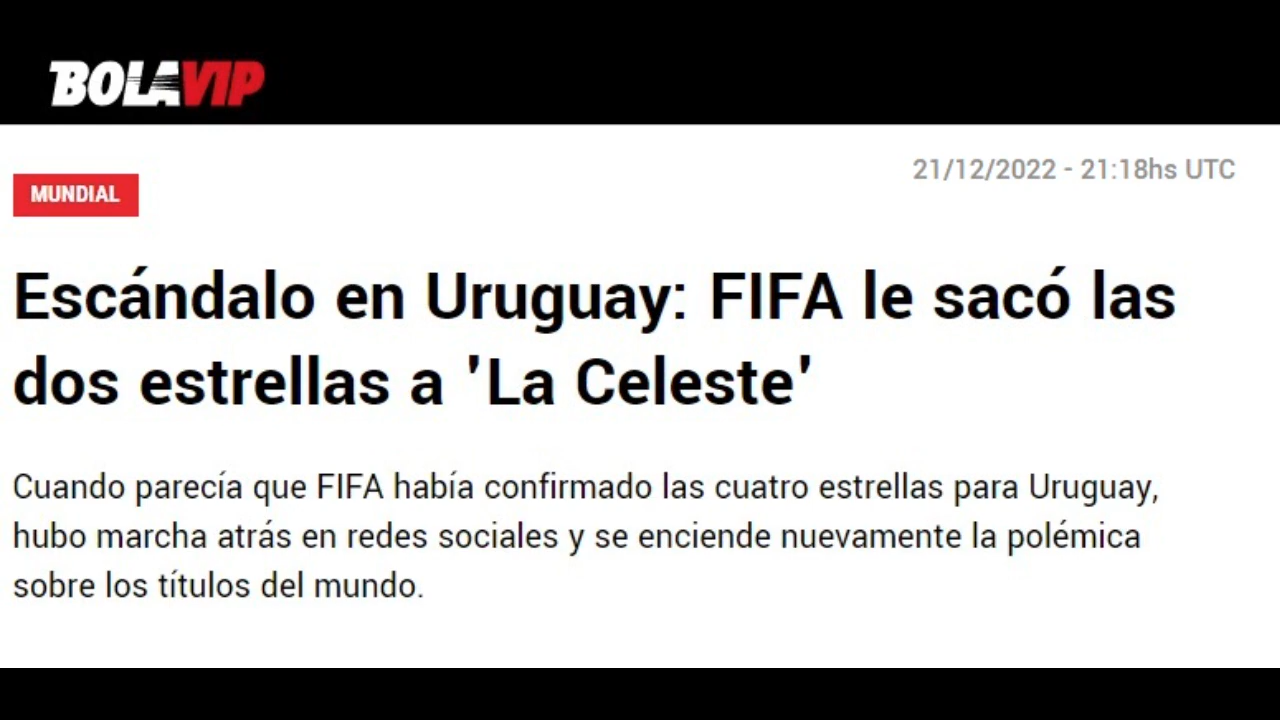 BOLAVIP
21/12/2022 - 21:18hs UTC
MUNDIAL
Escándalo en Uruguay: FIFA le sacó las
dos estrellas a 'La Celeste'
Cuando parecía que FIFA había confirmado las cuatro estrellas para Uruguay,
hubo marcha atrás en redes sociales y se enciende nuevamente la polémica
sobre los títulos del mundo.